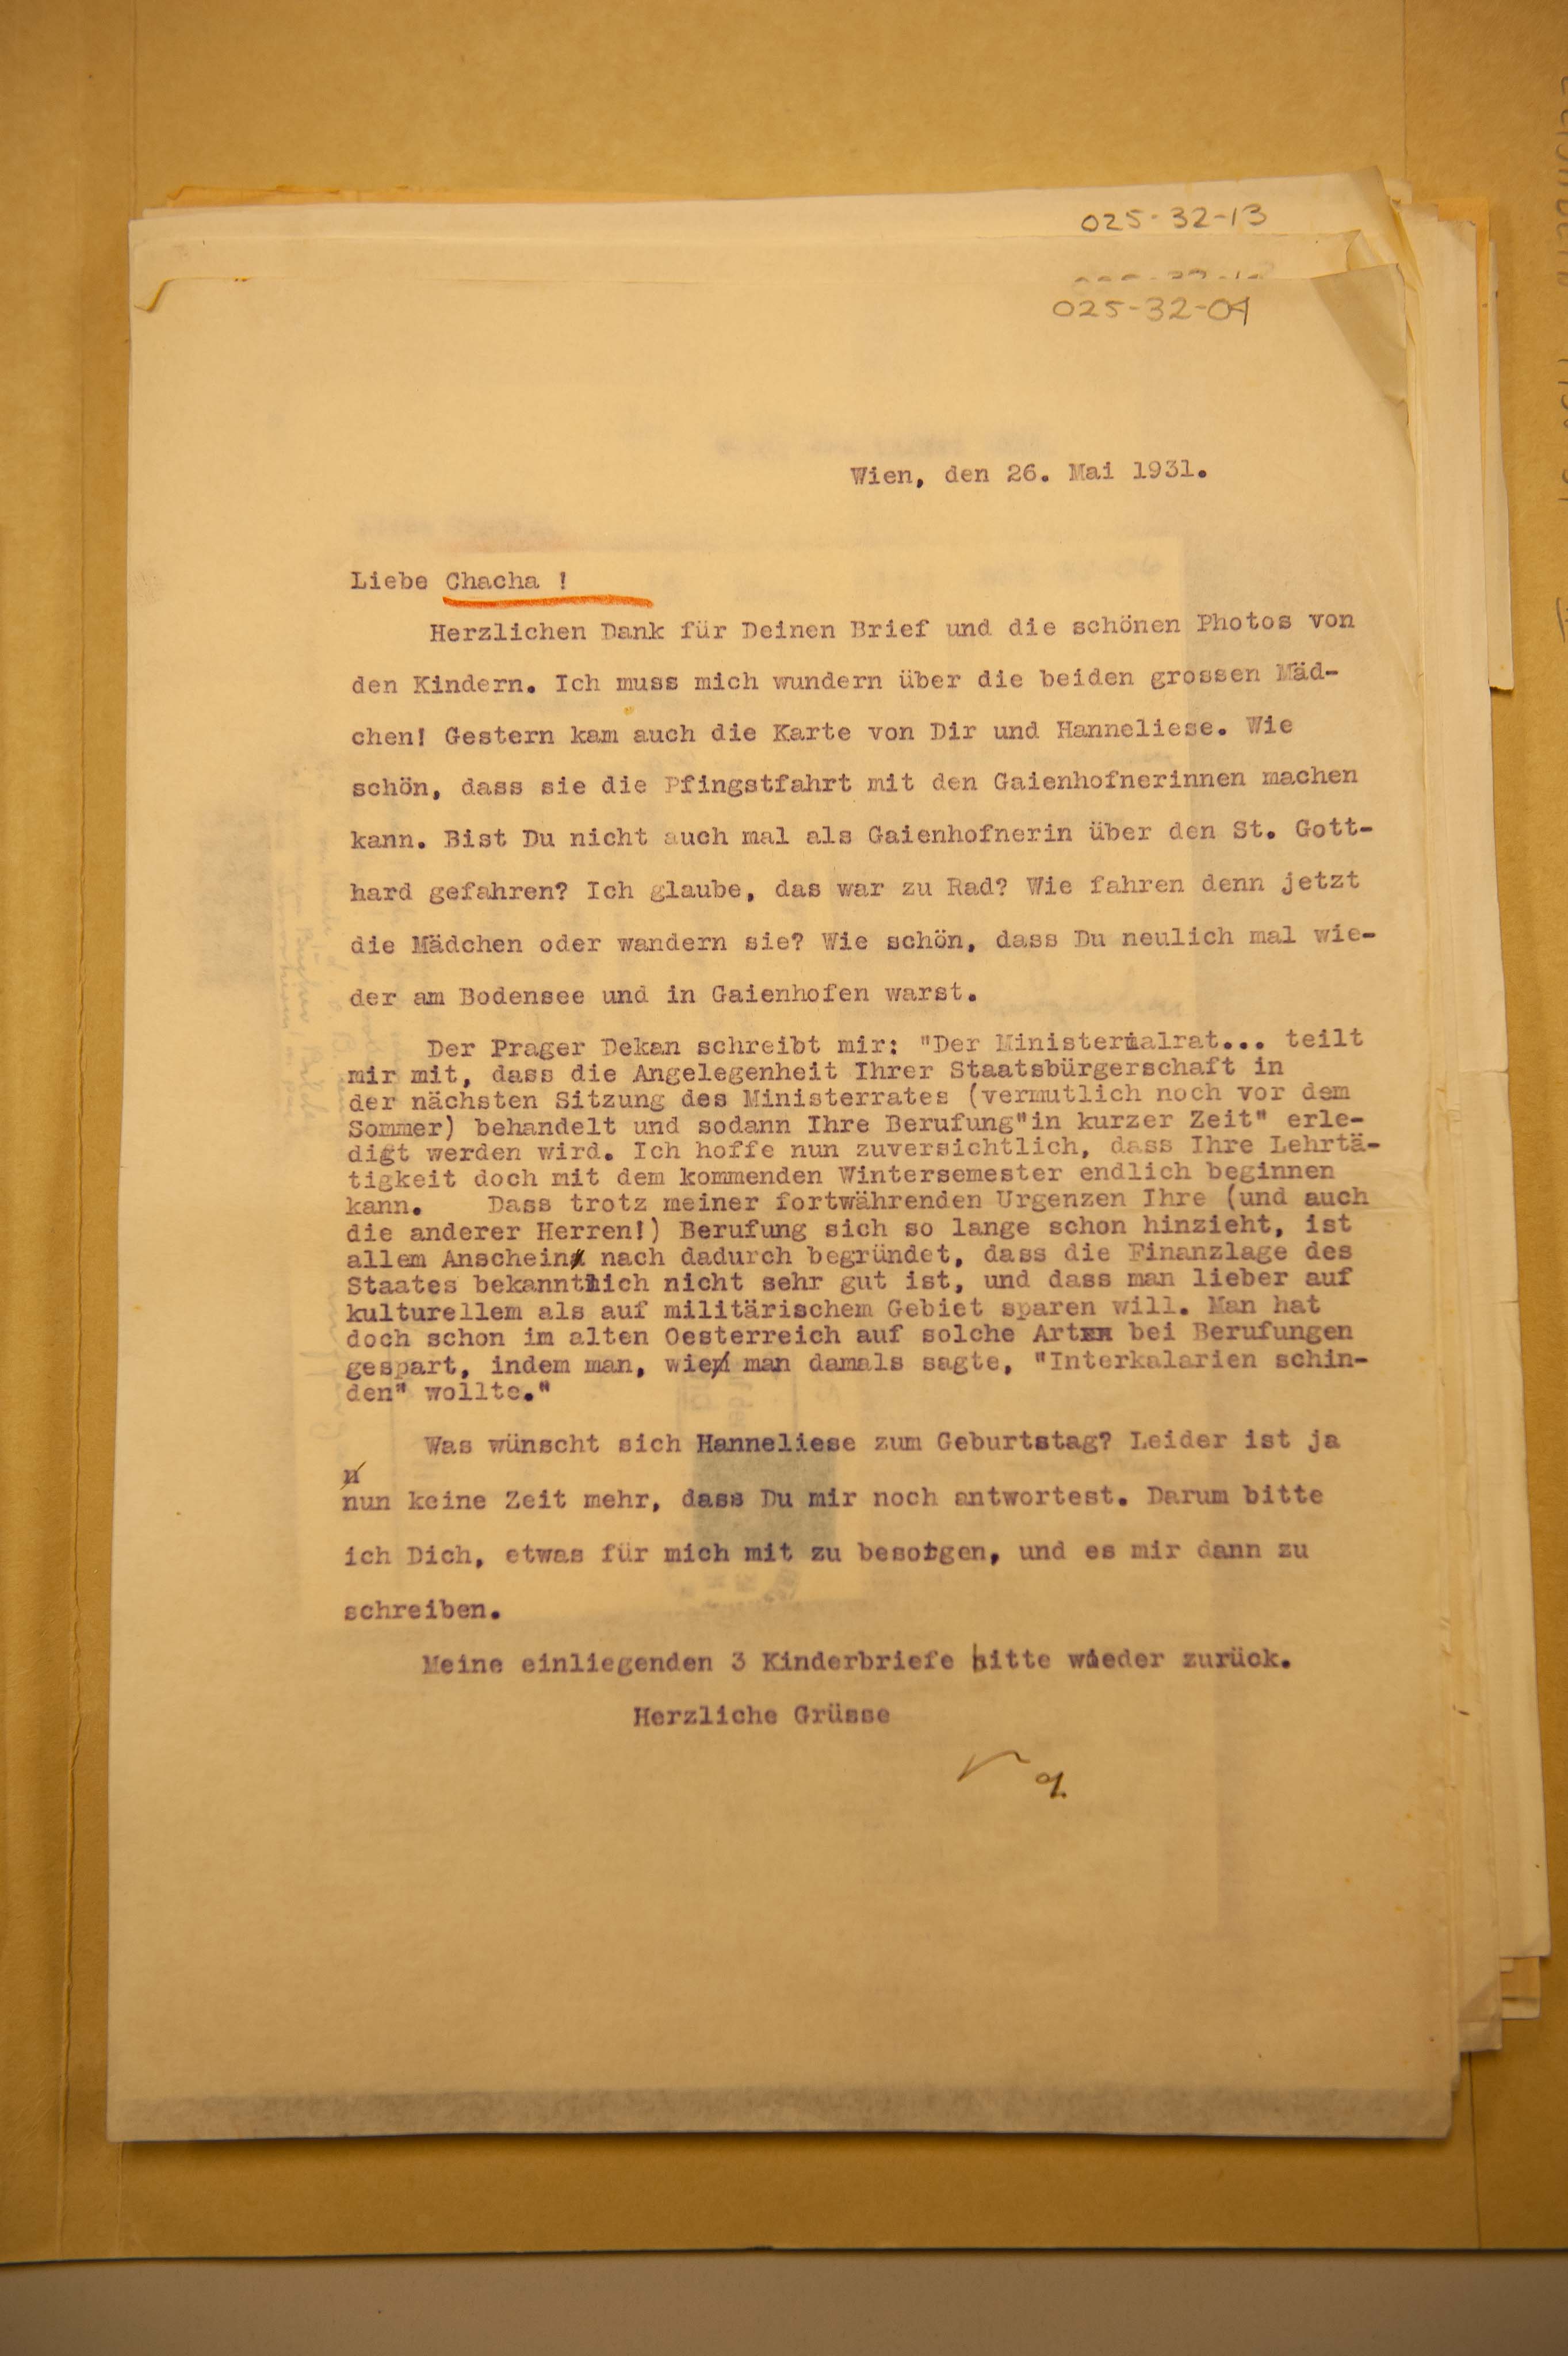 025-32-13
025-32-04
Wien, den 26. Mai 1931.
Liebe Chacha !
Herzlichen Dank für Deinen Brief und die schönen Photos von
den Kindern. Ich muss mich wundern über die beiden grossen Mäd-
chen! Gestern kam auch die Karte von Dir und Hanneliese. Wie
schön, dass sie die Pfingstfahrt mit den Gaienhofnerinnen machen
kann. Bist Du nicht auch mal als Gaienhofnerin über den St. Gott-
hard gefahren? Ich glaube, das war zu Rad? Wie fahren denn jetzt
die Mädchen oder wandern sie? Wie schön, dass Du neulich mal wie-
der am Bodensee und in Gaienhofen warst.
Der Prager Dekan schreibt mir: "Der Ministerialrat... teilt
mir mit, dass die Angelegenheit Ihrer Staatsbürgerschaft in
der nächsten Sitzung des Ministerrates (vermutlich noch vor dem
Sommer) behandelt und sodann Ihre Berufung"in kurzer Zeit" erle-
digt werden wird. Ich hoffe nun zuversichtlich, dass Ihre Lehrtä-
tigkeit doch mit dem kommenden Wintersemester endlich beginnen
kann. Dass trotz meiner fortwährenden Urgenzen Ihre (und auch
die anderer Herren!) Berufung sich so lange schon hinzieht, ist
allem Anschein nach dadurch begründet, dass die Finanzlage des
Staates bekanntlich nicht sehr gut ist, und dass man lieber auf
kulturellem als auf militärischem Gebiet sparen will. Man hat
doch schon im alten Oesterreich auf solche Art bei Berufungen
gespart, indem man, wie man damals sagte, "Interkalarien schin-
den" wollte."
Was wünscht sich Hanneliese zum Geburtstag? Leider ist ja
nun keine Zeit mehr, dass Du mir noch antwortest. Darum bitte
ich Dich, etwas für mich mit zu besorgen, und es mir dann zu
schreiben.
Meine einliegenden 3 Kinderbriefe bitte wieder zurück.
Herzliche Grüsse